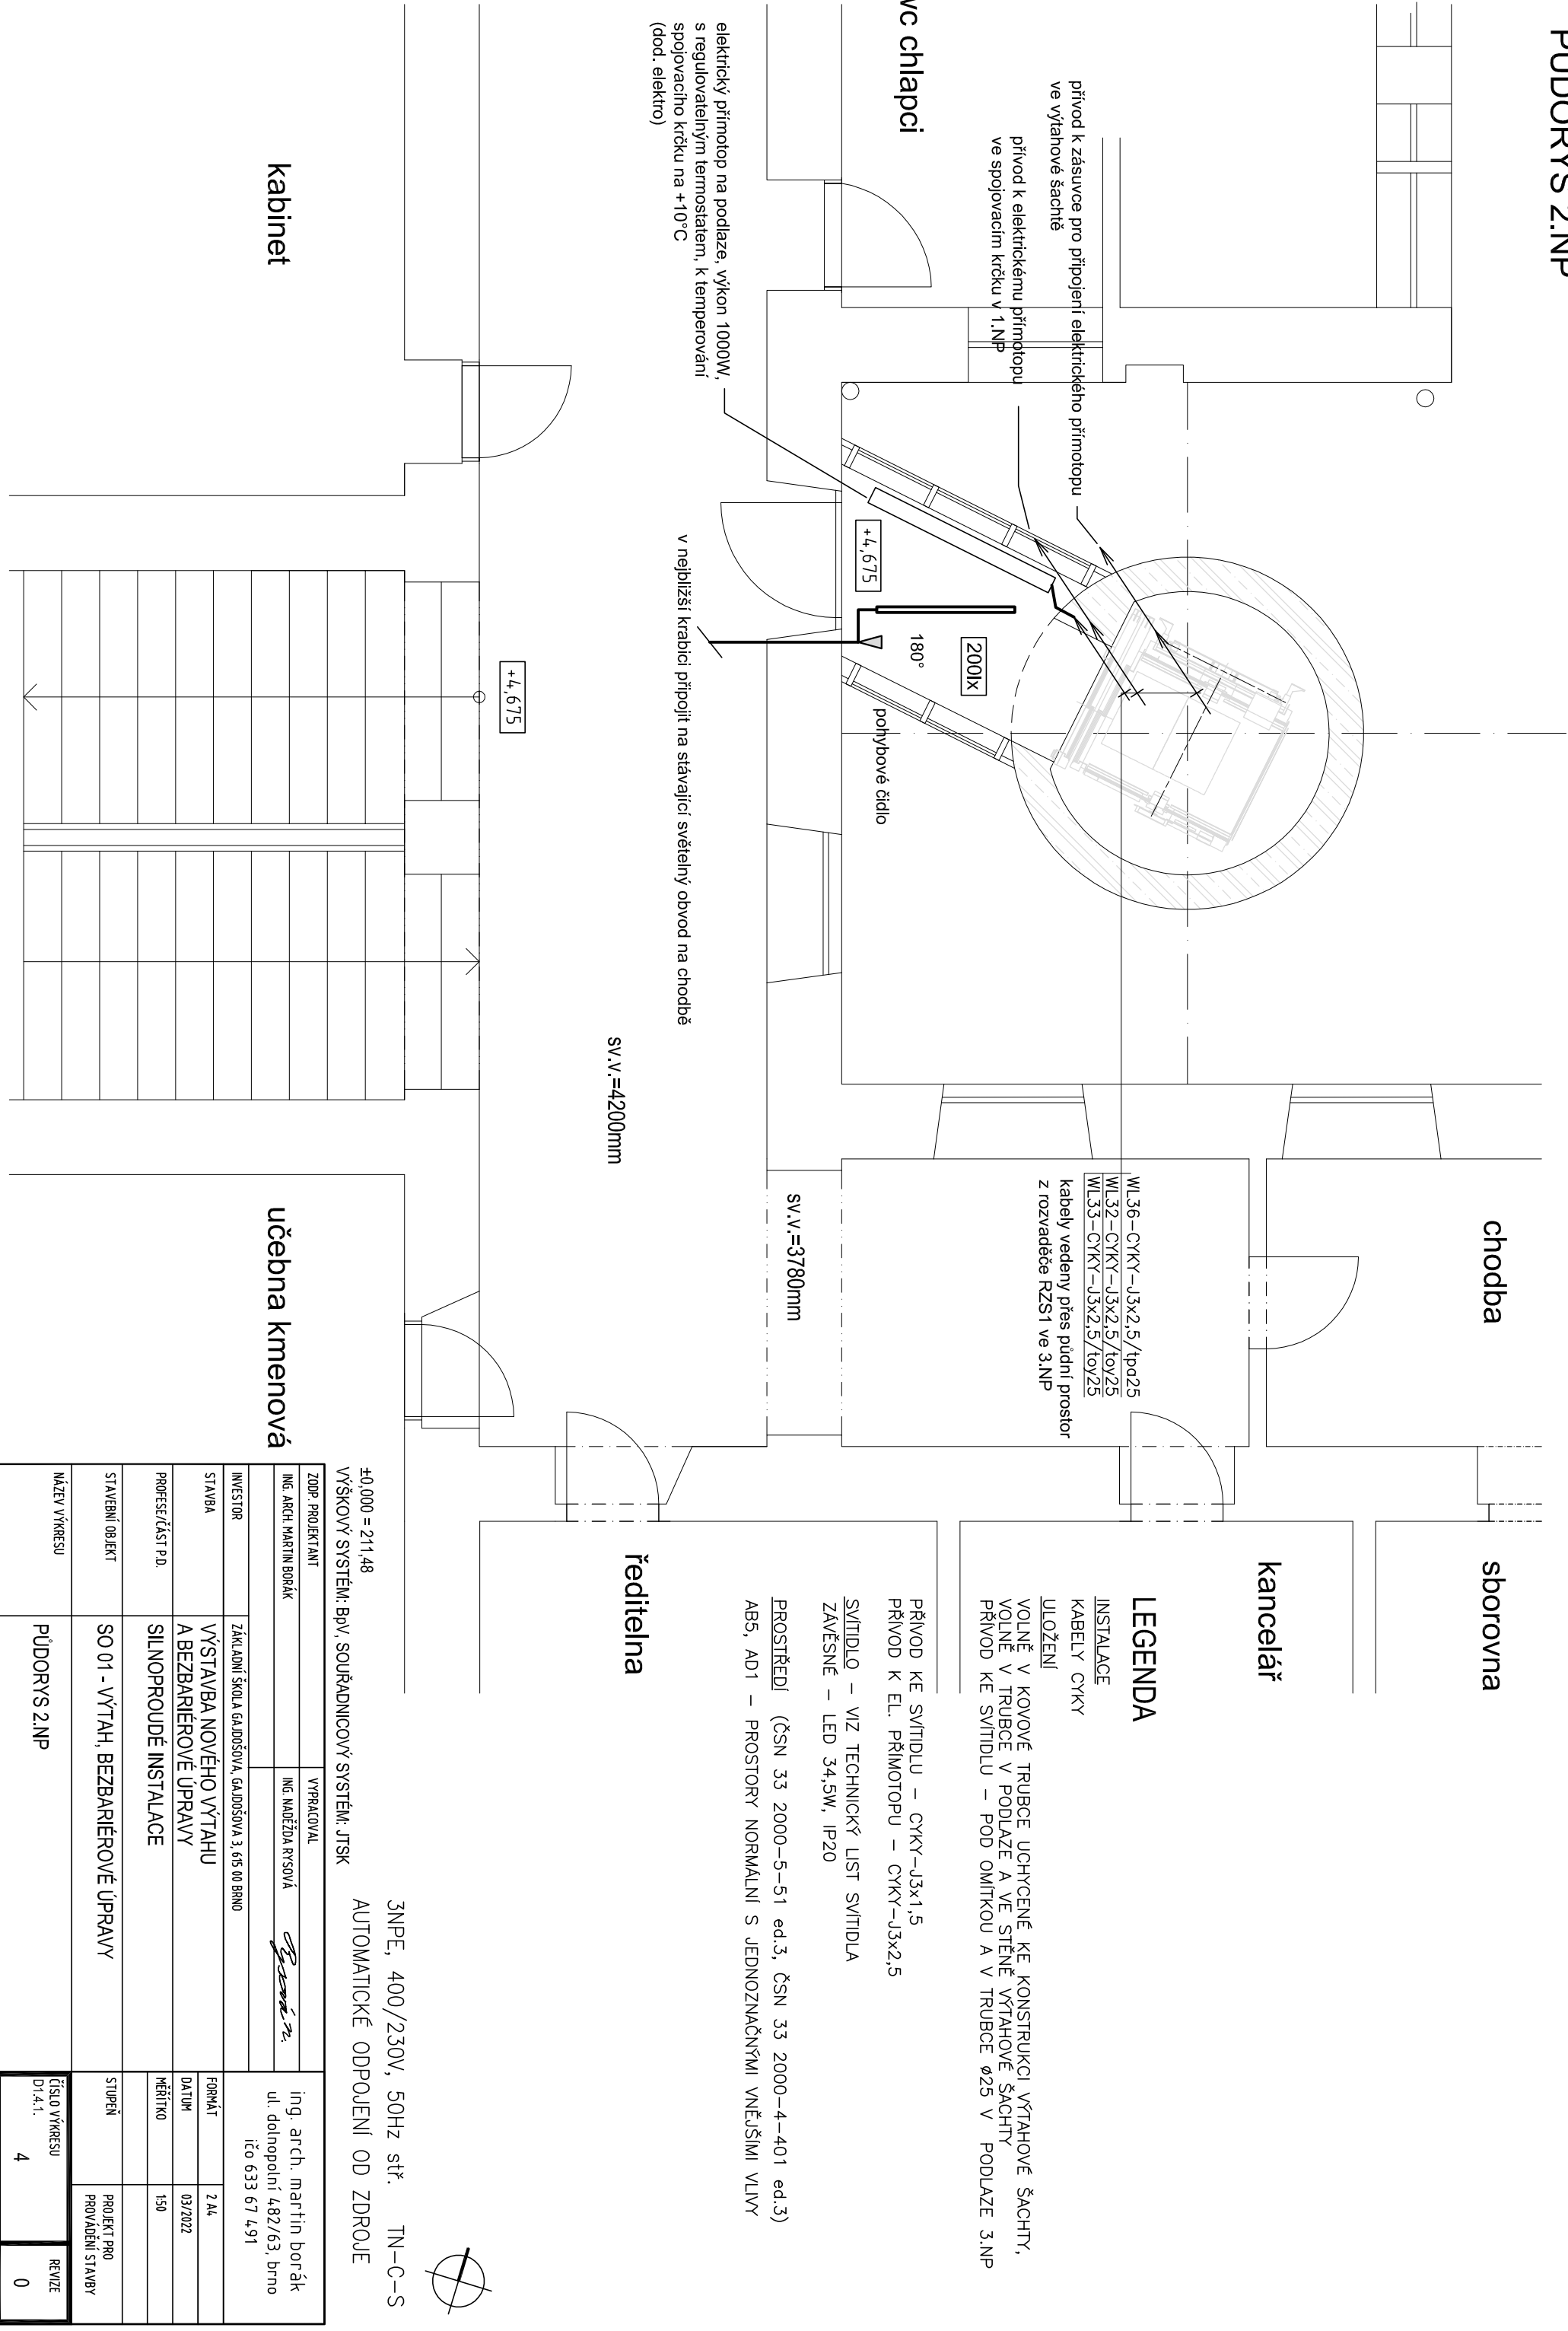 PŮDORYS 2.NP
wc chlapci
přívod k zásuvce pro připojení elektrického přímotopu
ve výtahové šachtě
přívod k elektrickému přímotopu
ve spojovacím krčku v 1.NP
elektrický přímotop na podlaze, výkon 1000W,
s regulovatelným termostatem, k temperování
spojovacího krčku na +10°C
(dod. elektro)
kabinet
+4,675
200lx
180°
pohybové čidlo
v nejbližší krabici připojit na stávající světelný obvod na chodbě
+4,675
sv.v.=4200mm
sv.v.=3780mm
WL36-CYKY-J3x2,5/tpa25
WL32-CYKY-J3x2,5/toy25
WL33-CYKY-J3x2,5/toy25
kabely vedeny přes půdní prostor
z rozvaděče RZS1 ve 3.NP
chodba
učebna kmenová
sborovna
kancelář
ředitelna
LEGENDA
INSTALACE
KABELY CYKY
ULOŽENÍ
VOLNĚ V KOVOVÉ TRUBCE UCHYCENÉ KE KONSTRUKCI VÝTAHOVÉ ŠACHTY,
VOLNĚ V TRUBCE V PODLAZE A VE STĚNĚ VÝTAHOVÉ ŠACHTY
PŘÍVOD KE SVÍTIDLU - POD OMÍTKOU A V TRUBCE ø25 V PODLAZE 3.NP
PŘÍVOD KE SVÍTIDLU - CYKY-J3x1,5
PŘÍVOD K EL. PŘÍMOTOPU - CYKY-J3x2,5
SVÍTIDLO - VIZ TECHNICKÝ LIST SVÍTIDLA
ZÁVĚSNÉ - LED 34,5W, IP20
PROSTŘEDÍ (ČSN 33 2000-5-51 ed.3, ČSN 33 2000-4-401 ed.3)
AB5, AD1 - PROSTORY NORMÁLNÍ S JEDNOZNAČNÝMI VNĚJŠÍMI VLIVY
3NPE, 400/230V, 50Hz stř. TN-C-S
AUTOMATICKÉ ODPOJENÍ OD ZDROJE
±0,000 = 211,48
VÝŠKOVÝ SYSTÉM: BpV, SOUŘADNICOVÝ SYSTÉM: JTSK
ZODP. PROJEKTANT
VYPRACOVAL
ING. ARCH. MARTIN BORÁK
ING. NADĚŽDA RYSOVÁ
ing. arch. martin borák
ul. dolnopolní 482/63, brno
ičo 633 67 491
INVESTOR
ZÁKLADNÍ ŠKOLA GAJDOŠOVA, GAJDOŠOVA 3, 615 00 BRNO
STAVBA
VÝSTAVBA NOVÉHO VÝTAHU
A BEZBARIÉROVÉ ÚPRAVY
FORMÁT
2 A4
DATUM
03/2022
PROFESE/ČÁST P.D.
SILNOPROUDÉ INSTALACE
MĚŘÍTKO
1:50
STAVEBNÍ OBJEKT
SO 01 - VÝTAH, BEZBARIÉROVÉ ÚPRAVY
STUPEŇ
PROJEKT PRO
PROVÁDĚNÍ STAVBY
NÁZEV VÝKRESU
PŮDORYS 2.NP
ČÍSLO VÝKRESU
D1.4.1.
4
REVIZE
0